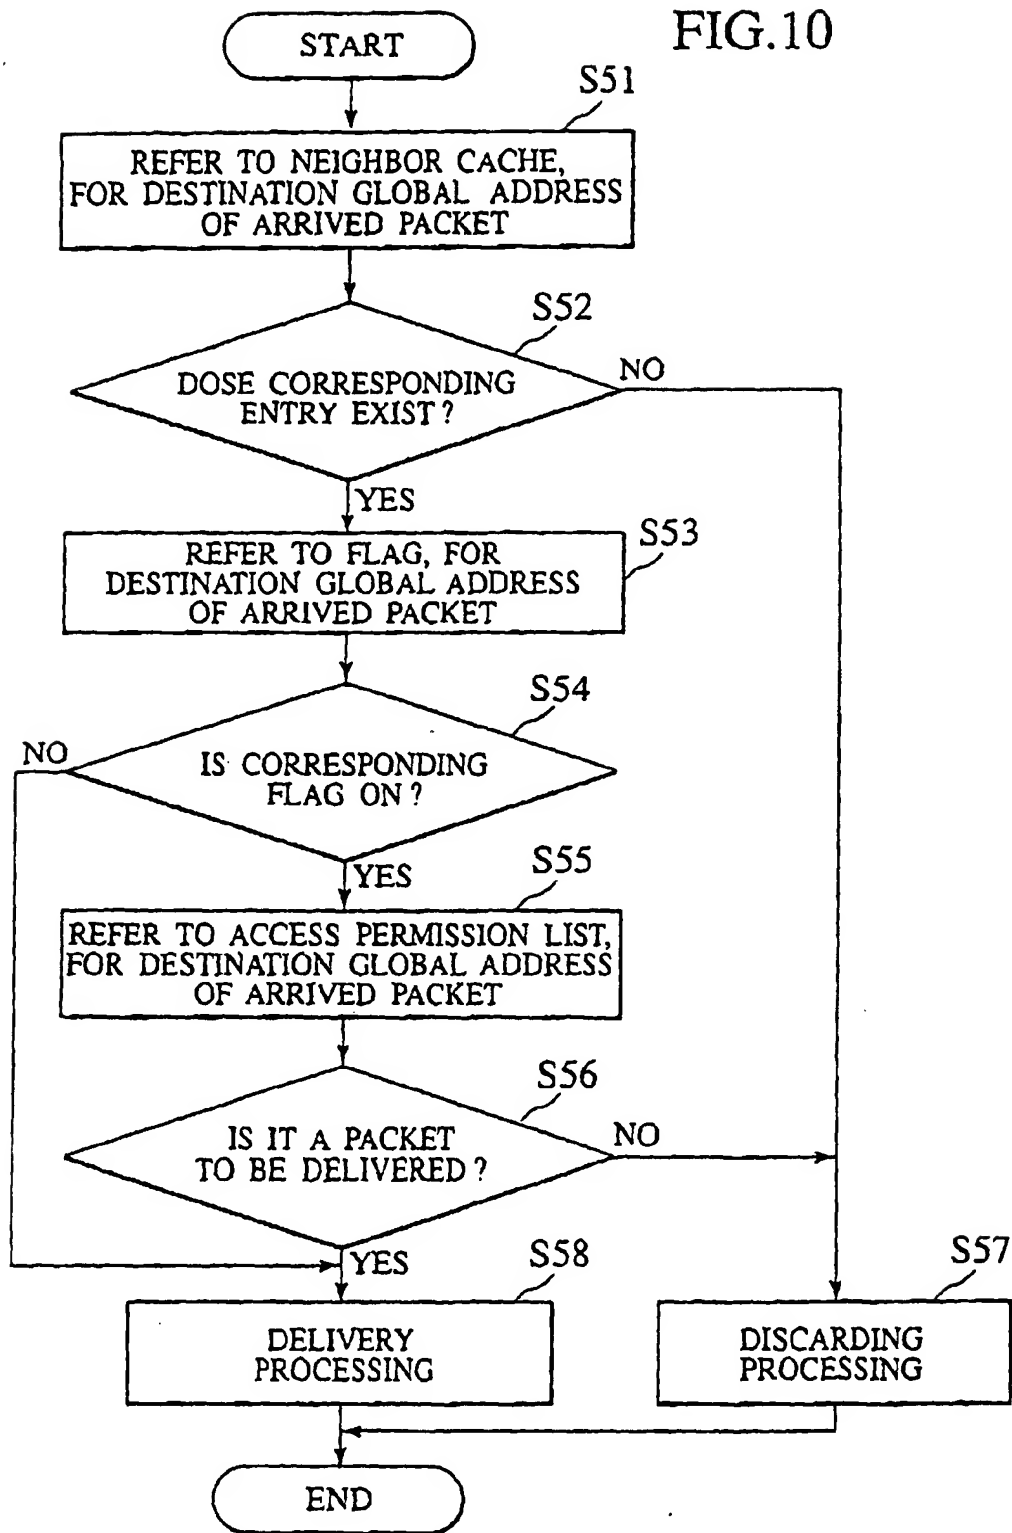 FIG.10
START
S51
REFER TO NEIGHBOR CACHE,
FOR DESTINATION GLOBAL ADDRESS
OF ARRIVED PACKET
S52
DOSE CORRESPONDING
ENTRY EXIST?
NO
YES
S53
REFER TO FLAG, FOR
DESTINATION GLOBAL ADDRESS
OF ARRIVED PACKET
S54
NO
IS CORRESPONDING
FLAG ON?
YES
S55
REFER TO ACCESS PERMISSION LIST,
FOR DESTINATION GLOBAL ADDRESS
OF ARRIVED PACKET
S56
IS IT A PACKET
TO BE DELIVERED?
NO
YES
S58
DELIVERY
PROCESSING
S57
DISCARDING
PROCESSING
END